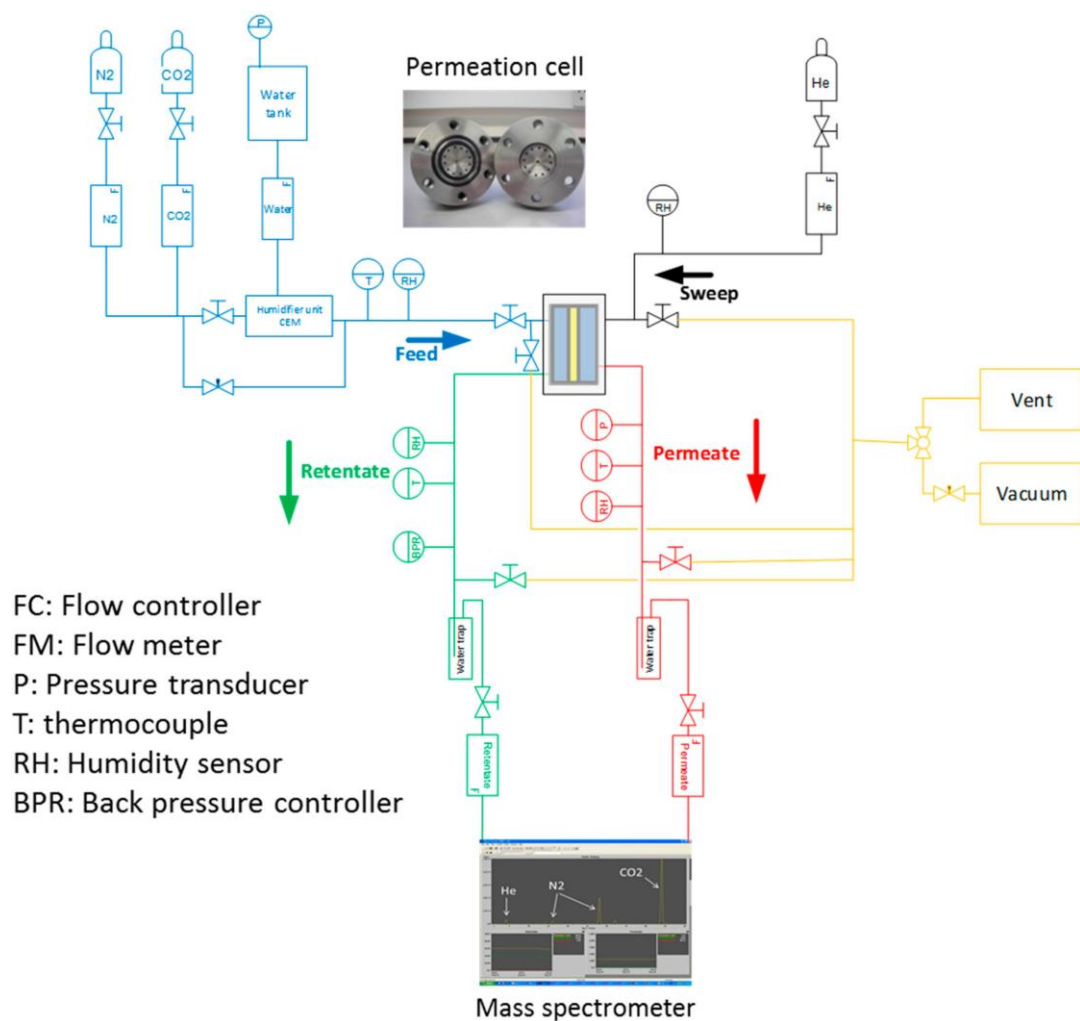 P
N2
CO2
Water
tank
Permeation cell
He
F
N2
F
CO2
F
Water
F
He
RH
T
RH
Humidfier unit
CEM
Sweep
Feed
Vent
Vacuum
RH
T
BPR
Retentate
P
T
RH
Permeate
Water trap
Water trap
FC: Flow controller
FM: Flow meter
P: Pressure transducer
T: thermocouple
RH: Humidity sensor
BPR: Back pressure controller
Retentate
F
F
Permeate
He
N2
CO2
Mass spectrometer